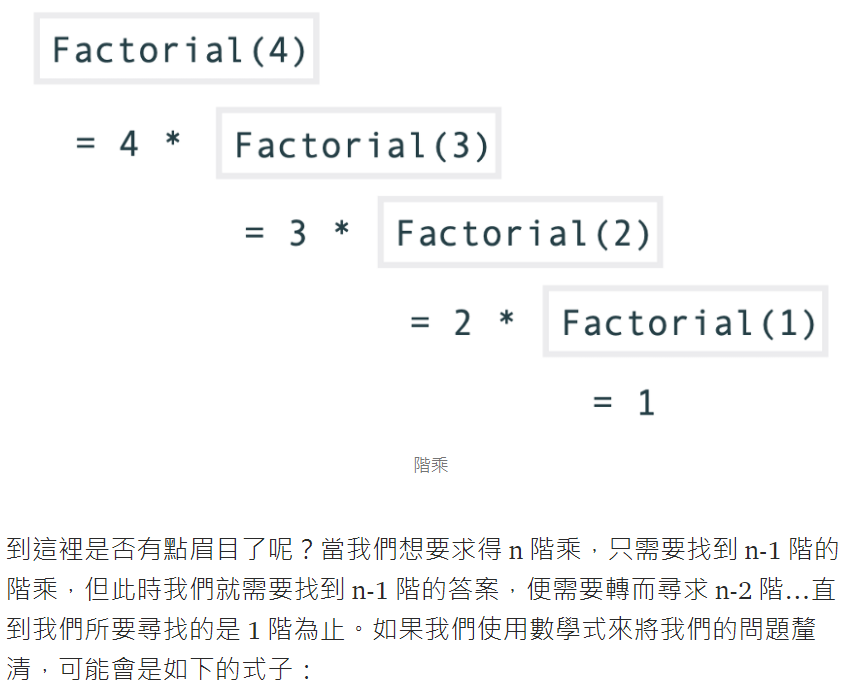 Factorial(4)
= 4 * Factorial(3)
= 3 * Factorial(2)
= 2 * Factorial(1)
= 1
階乘
到這裡是否有點眉目了呢？當我們想要求得 n 階乘，只需要找到 n-1 階的
階乘，但此時我們就需要找到 n-1 階的答案，便需要轉而尋求 n-2 階…直
到我們所要尋找的是 1 階為止。如果我們使用數學式來將我們的問題釐
清，可能會是如下的式子：